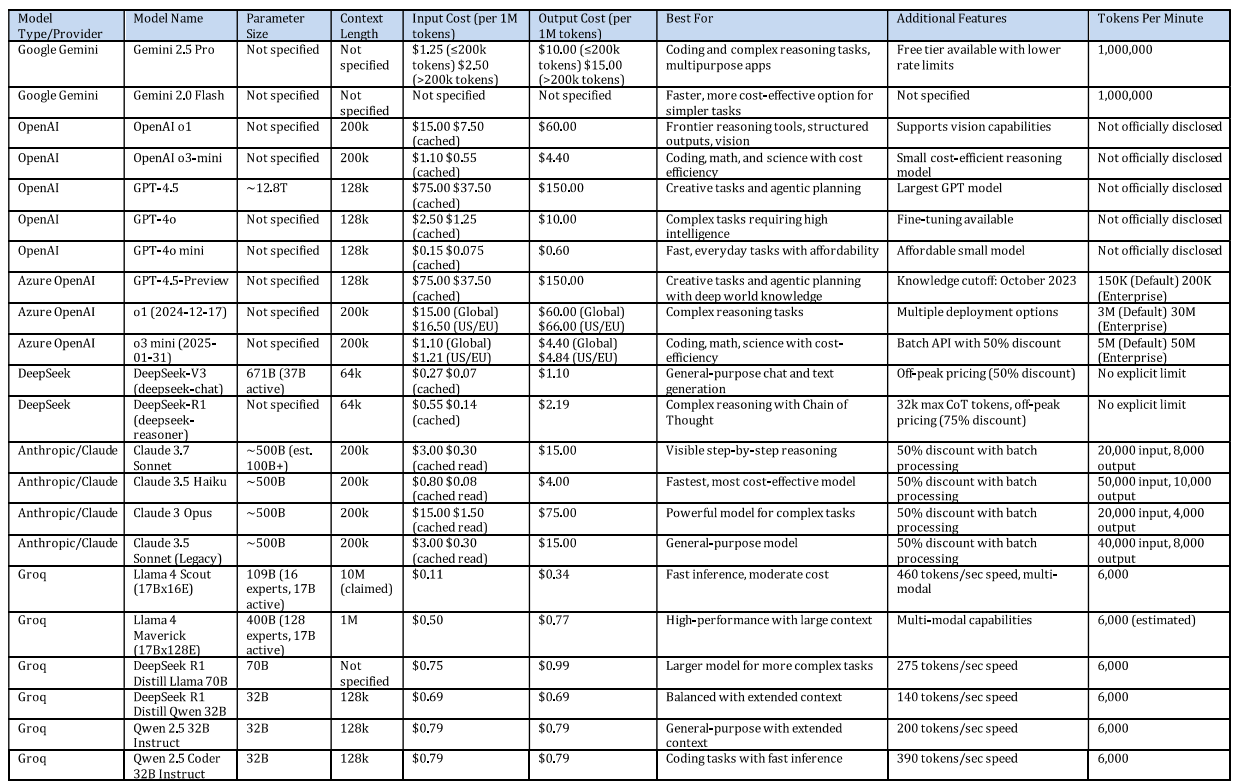 Model Type/Provider | Model Name | Parameter Size | Context Length | Input Cost (per 1M tokens) | Output Cost (per 1M tokens) | Best For | Additional Features | Tokens Per Minute
Google Gemini | Gemini 2.5 Pro | Not specified | Not specified | $1.25 (≤200k tokens) $2.50 (>200k tokens) | $10.00 (≤200k tokens) $15.00 (>200k tokens) | Coding and complex reasoning tasks, multipurpose apps | Free tier available with lower rate limits | 1,000,000
Google Gemini | Gemini 2.0 Flash | Not specified | Not specified | Not specified | Not specified | Faster, more cost-effective option for simpler tasks | Not specified | 1,000,000
OpenAI | OpenAI o1 | Not specified | 200k | $15.00 $7.50 (cached) | $60.00 | Frontier reasoning tools, structured outputs, vision | Supports vision capabilities | Not officially disclosed
OpenAI | OpenAI o3-mini | Not specified | 200k | $1.10 $0.55 (cached) | $4.40 | Coding, math, and science with cost efficiency | Small cost-efficient reasoning model | Not officially disclosed
OpenAI | GPT-4.5 | ~12.8T | 128k | $75.00 $37.50 (cached) | $150.00 | Creative tasks and agentic planning | Largest GPT model | Not officially disclosed
OpenAI | GPT-4o | Not specified | 128k | $2.50 $1.25 (cached) | $10.00 | Complex tasks requiring high intelligence | Fine-tuning available | Not officially disclosed
OpenAI | GPT-4o mini | Not specified | 128k | $0.15 $0.075 (cached) | $0.60 | Fast, everyday tasks with affordability | Affordable small model | Not officially disclosed
Azure OpenAI | GPT-4.5-Preview | Not specified | 128k | $75.00 $37.50 (cached) | $150.00 | Creative tasks and agentic planning with deep world knowledge | Knowledge cutoff: October 2023 | 150K (Default) 200K (Enterprise)
Azure OpenAI | o1 (2024-12-17) | Not specified | 200k | $15.00 (Global) $16.50 (US/EU) | $60.00 (Global) $66.00 (US/EU) | Complex reasoning tasks | Multiple deployment options | 3M (Default) 30M (Enterprise)
Azure OpenAI | o3 mini (2025-01-31) | Not specified | 200k | $1.10 (Global) $1.21 (US/EU) | $4.40 (Global) $4.84 (US/EU) | Coding, math, science with cost-efficiency | Batch API with 50% discount | 5M (Default) 50M (Enterprise)
DeepSeek | DeepSeek-V3 (deepseek-chat) | 671B (37B active) | 64k | $0.27 $0.07 (cached) | $1.10 | General-purpose chat and text generation | Off-peak pricing (50% discount) | No explicit limit
DeepSeek | DeepSeek-R1 (deepseek-reasoner) | Not specified | 64k | $0.55 $0.14 (cached) | $2.19 | Complex reasoning with Chain of Thought | 32k max CoT tokens, off-peak pricing (75% discount) | No explicit limit
Anthropic/Claude | Claude 3.7 Sonnet | ~500B (est. 100B+) | 200k | $3.00 $0.30 (cached read) | $15.00 | Visible step-by-step reasoning | 50% discount with batch processing | 20,000 input, 8,000 output
Anthropic/Claude | Claude 3.5 Haiku | ~500B | 200k | $0.80 $0.08 (cached read) | $4.00 | Fastest, most cost-effective model | 50% discount with batch processing | 50,000 input, 10,000 output
Anthropic/Claude | Claude 3 Opus | ~500B | 200k | $15.00 $1.50 (cached read) | $75.00 | Powerful model for complex tasks | 50% discount with batch processing | 20,000 input, 4,000 output
Anthropic/Claude | Claude 3.5 Sonnet (Legacy) | ~500B | 200k | $3.00 $0.30 (cached read) | $15.00 | General-purpose model | 50% discount with batch processing | 40,000 input, 8,000 output
Groq | Llama 4 Scout (17Bx16E) | 109B (16 experts, 17B active) | 10M (claimed) | $0.11 | $0.34 | Fast inference, moderate cost | 460 tokens/sec speed, multi-modal | 6,000
Groq | Llama 4 Maverick (17Bx128E) | 400B (128 experts, 17B active) | 1M | $0.50 | $0.77 | High-performance with large context | Multi-modal capabilities | 6,000 (estimated)
Groq | DeepSeek R1 Distill Llama 70B | 70B | Not specified | $0.75 | $0.99 | Larger model for more complex tasks | 275 tokens/sec speed | 6,000
Groq | DeepSeek R1 Distill Qwen 32B | 32B | 128k | $0.69 | $0.69 | Balanced with extended context | 140 tokens/sec speed | 6,000
Groq | Qwen 2.5 32B Instruct | 32B | 128k | $0.79 | $0.79 | General-purpose with extended context | 200 tokens/sec speed | 6,000
Groq | Qwen 2.5 Coder 32B Instruct | 32B | 128k | $0.79 | $0.79 | Coding tasks with fast inference | 390 tokens/sec speed | 6,000